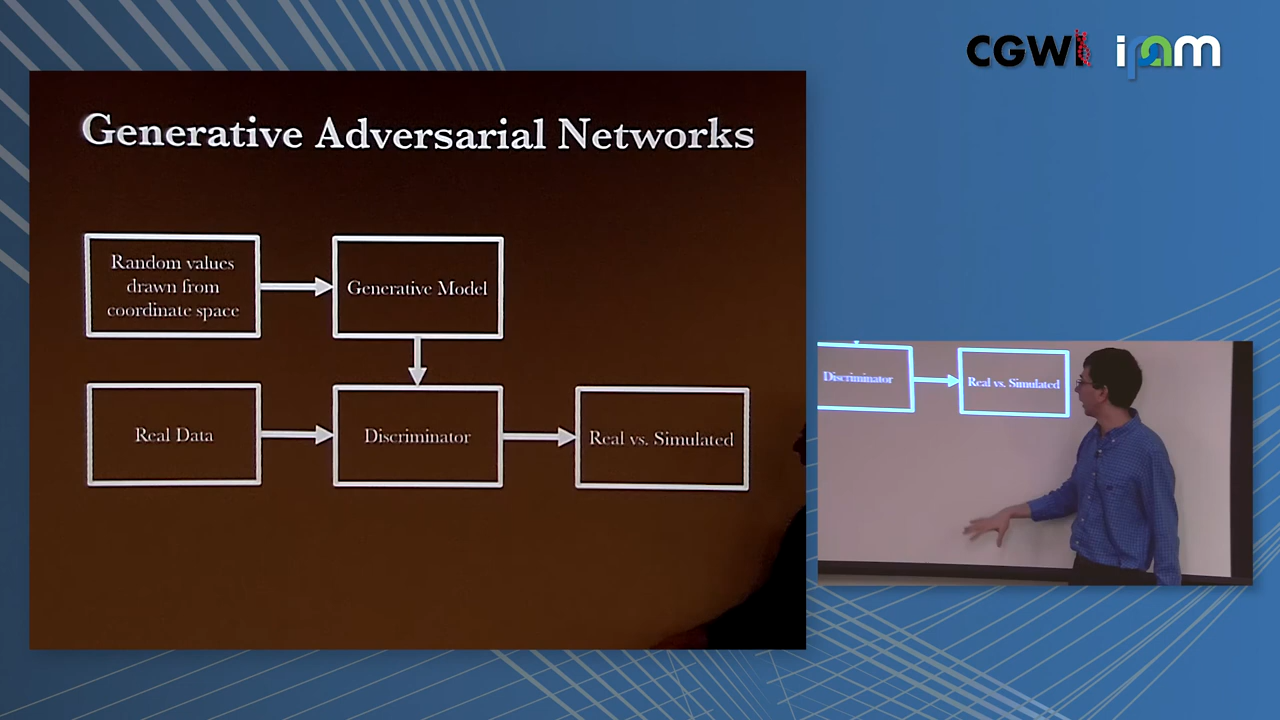 CGWI ipam
Generative Adversarial Networks
Random values
drawn from
coordinate space
Generative Model
Real Data
Discriminator
Real vs. Simulated
Discriminator
Real vs. Simulated